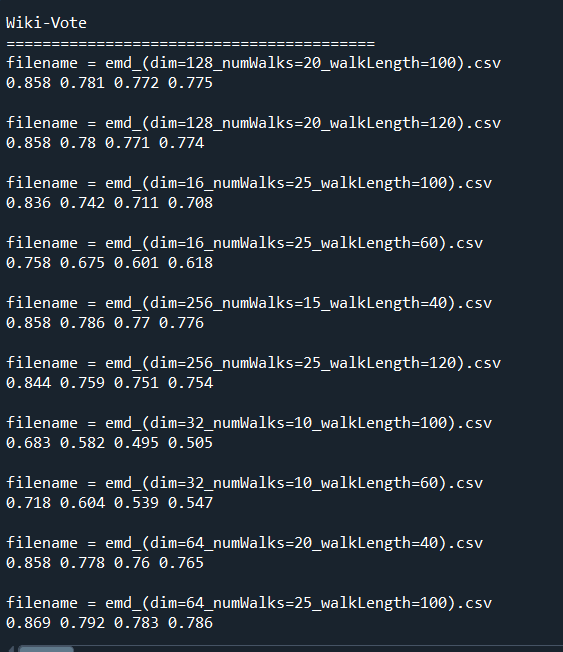 Wiki-Vote
=========================================
filename = emd_(dim=128_numWalks=20_walkLength=100).csv
0.858 0.781 0.772 0.775
filename = emd_(dim=128_numWalks=20_walkLength=120).csv
0.858 0.78 0.771 0.774
filename = emd_(dim=16_numWalks=25_walkLength=100).csv
0.836 0.742 0.711 0.708
filename = emd_(dim=16_numWalks=25_walkLength=60).csv
0.758 0.675 0.601 0.618
filename = emd_(dim=256_numWalks=15_walkLength=40).csv
0.858 0.786 0.77 0.776
filename = emd_(dim=256_numWalks=25_walkLength=120).csv
0.844 0.759 0.751 0.754
filename = emd_(dim=32_numWalks=10_walkLength=100).csv
0.683 0.582 0.495 0.505
filename = emd_(dim=32_numWalks=10_walkLength=60).csv
0.718 0.604 0.539 0.547
filename = emd_(dim=64_numWalks=20_walkLength=40).csv
0.858 0.778 0.76 0.765
filename = emd_(dim=64_numWalks=25_walkLength=100).csv
0.869 0.792 0.783 0.786